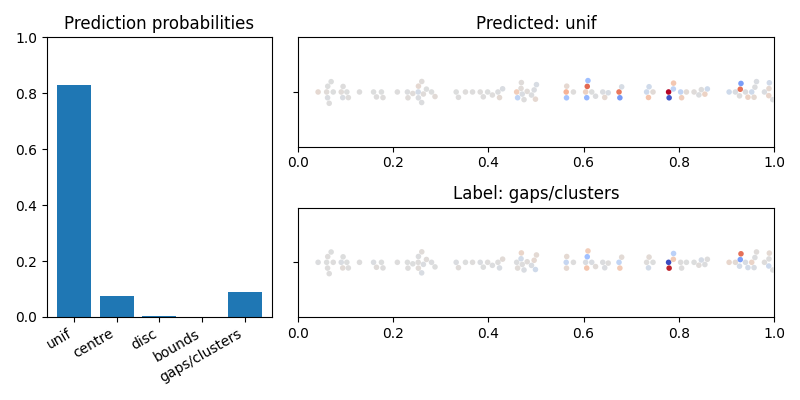 Prediction probabilities
1.0
0.8
0.6
0.4
0.2
0.0
unif
centre
disc
bounds
gaps/clusters
Predicted: unif
0.0 0.2 0.4 0.6 0.8 1.0
Label: gaps/clusters
0.0 0.2 0.4 0.6 0.8 1.0